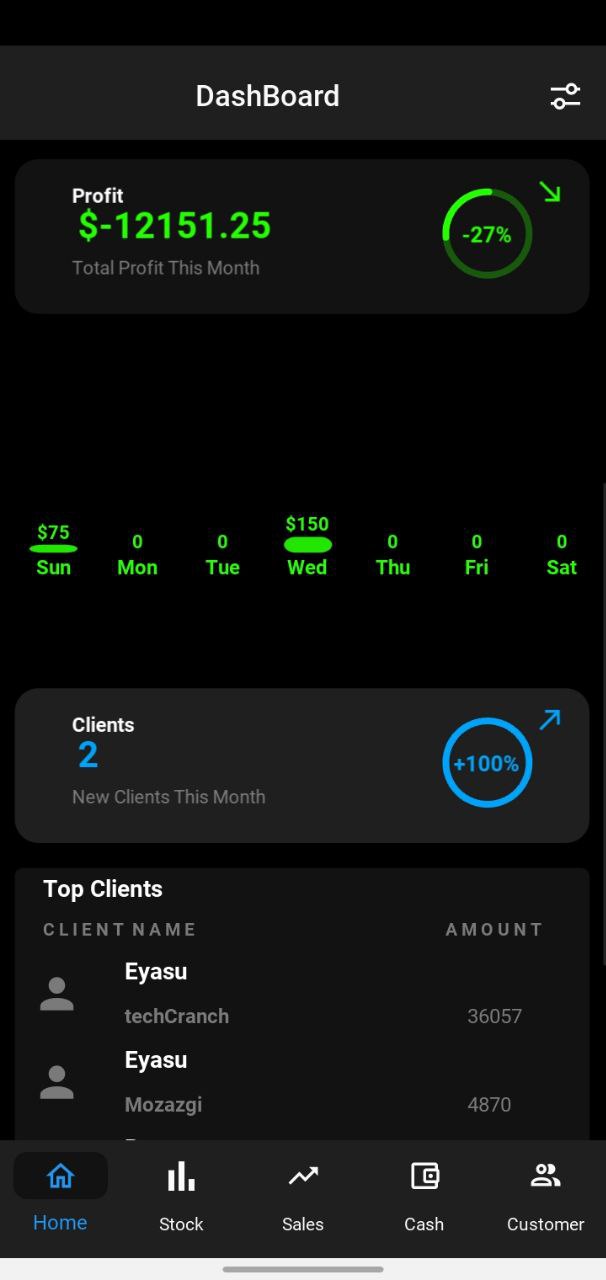 DashBoard
Profit
$-12151.25
Total Profit This Month
-27%
$75 0 0 $150 0 0 0
Sun Mon Tue Wed Thu Fri Sat
Clients
2
New Clients This Month
+100%
Top Clients
CLIENT NAME AMOUNT
Eyasu
techCranch 36057
Eyasu
Mozazgi 4870
Home Stock Sales Cash Customer